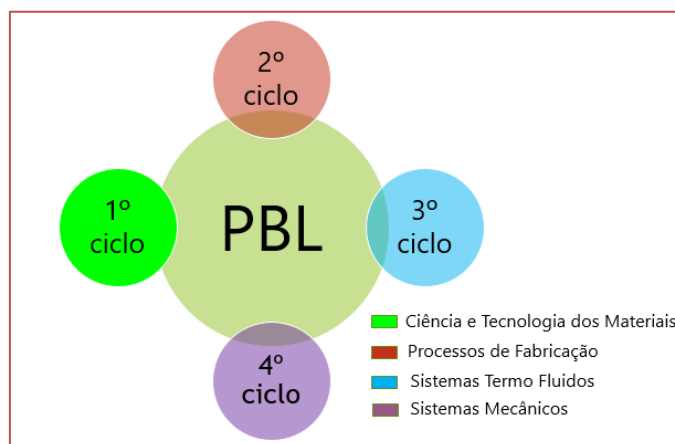 2º
ciclo
1º
ciclo
PBL
3º
ciclo
4º
ciclo
Ciência e Tecnologia dos Materiais
Processos de Fabricação
Sistemas Termo Fluidos
Sistemas Mecânicos